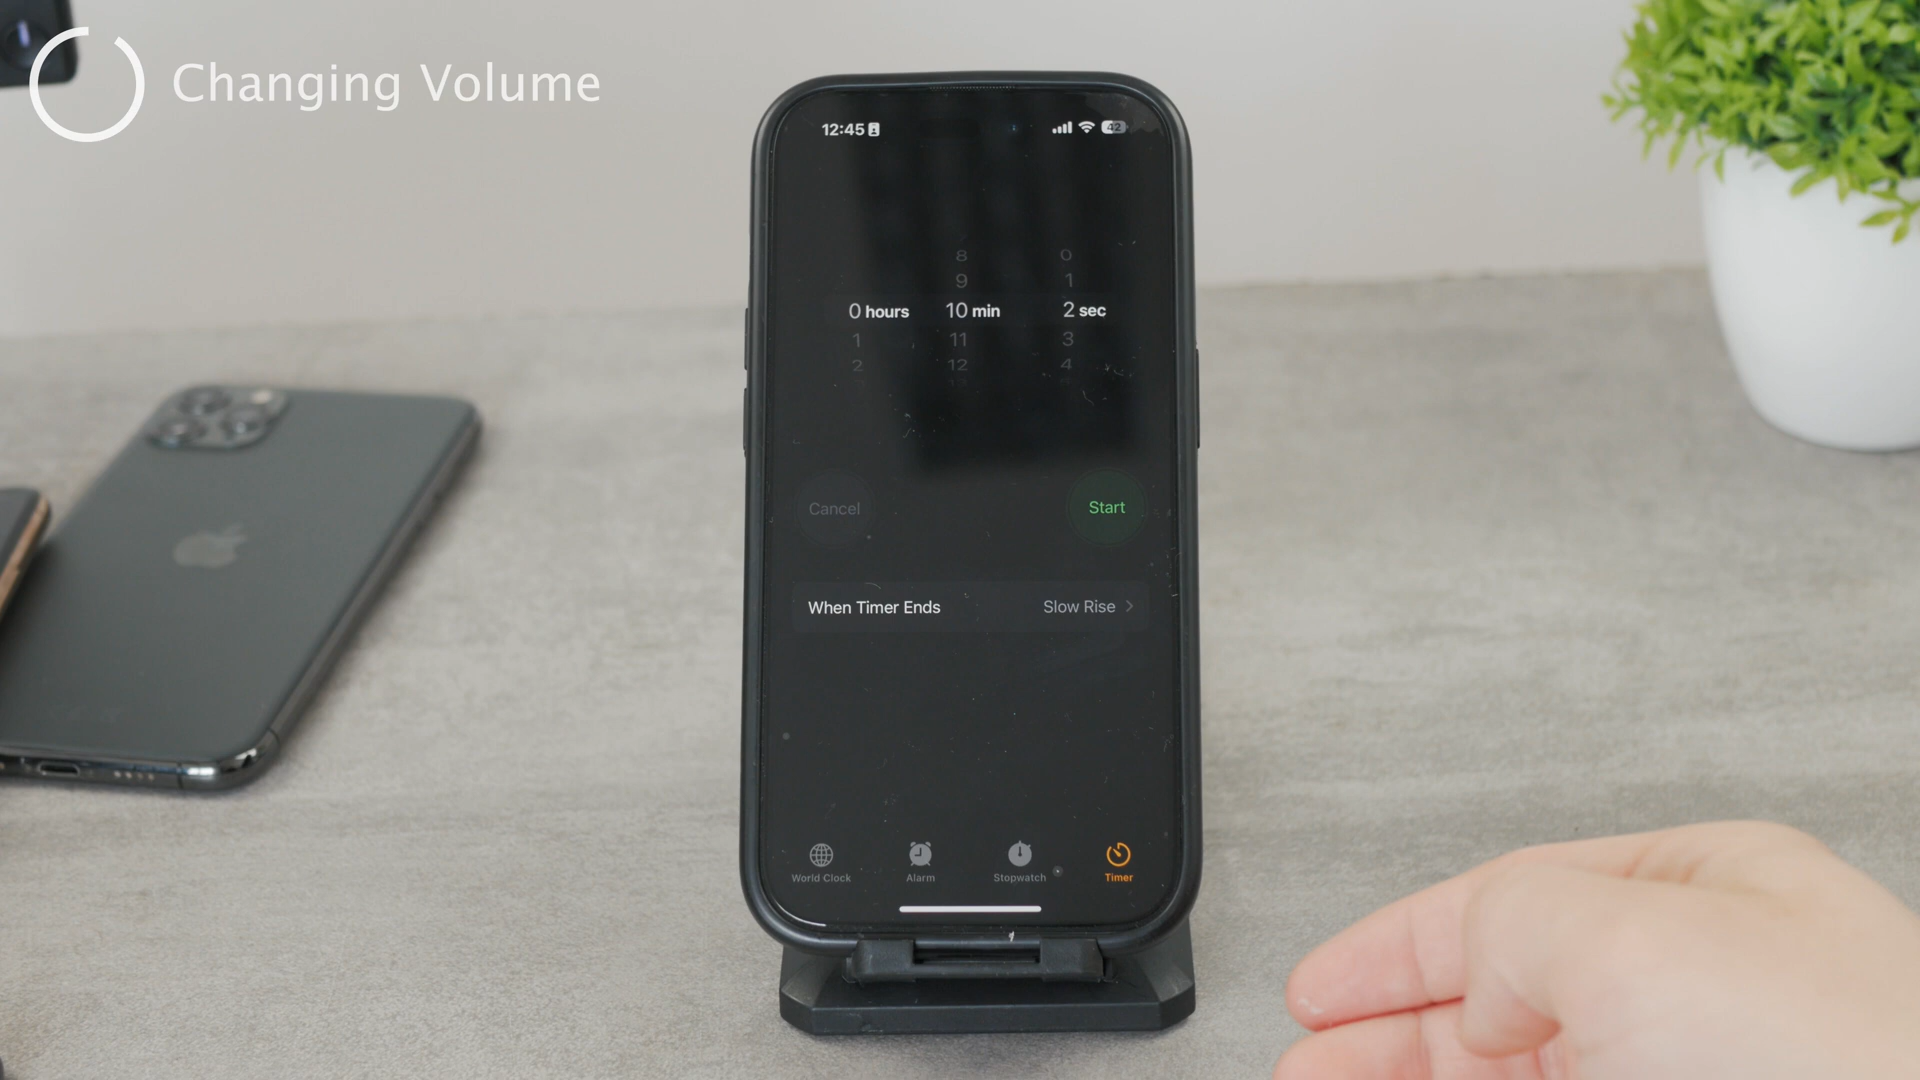 Changing Volume
12:45
42
8 0
9 1
0 hours 10 min 2 sec
1 11 3
2 12 4
Cancel Start
When Timer Ends Slow Rise
World Clock Alarm Stopwatch Timer